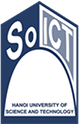 SOICT
HANOI UNIVERSITY OF
SCIENCE AND TECHNOLOGY